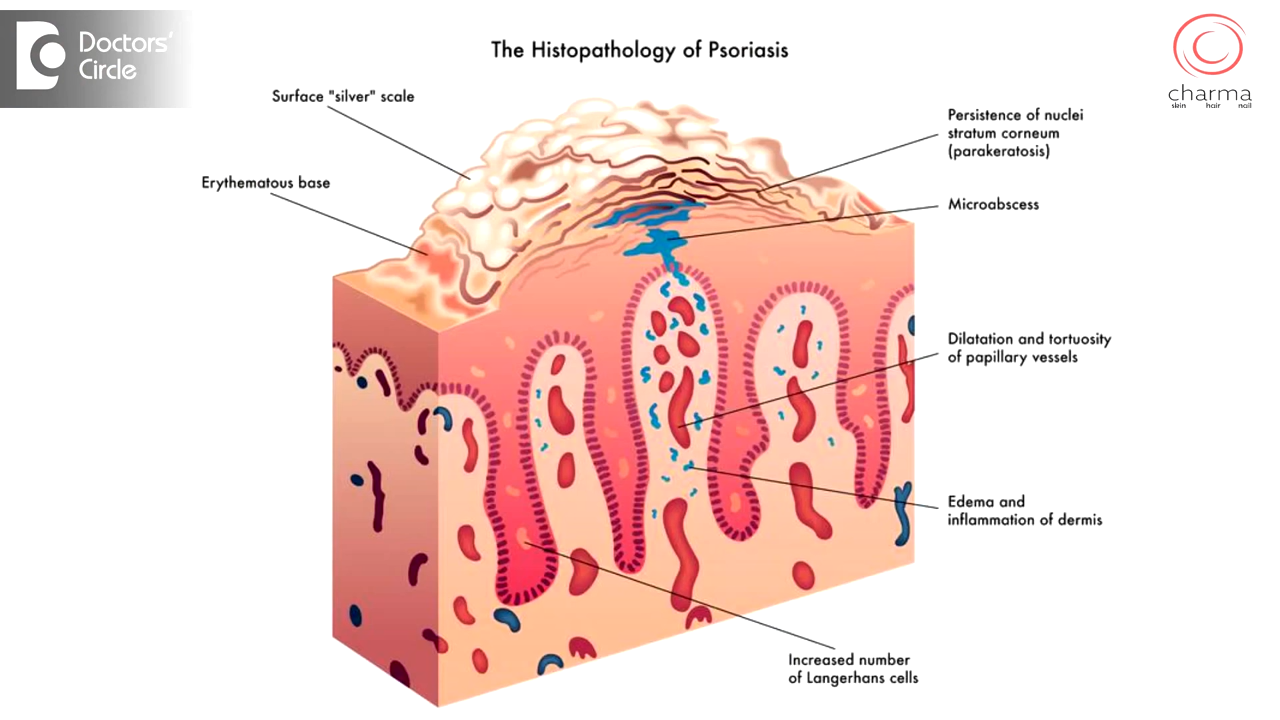 Doctors'
Circle
The Histopathology of Psoriasis
charma
skin hair nail
Surface "silver" scale
Erythematous base
Persistence of nuclei
stratum corneum
(parakeratosis)
Microabscess
Dilatation and tortuosity
of papillary vessels
Edema and
inflammation of dermis
Increased number
of Langerhans cells